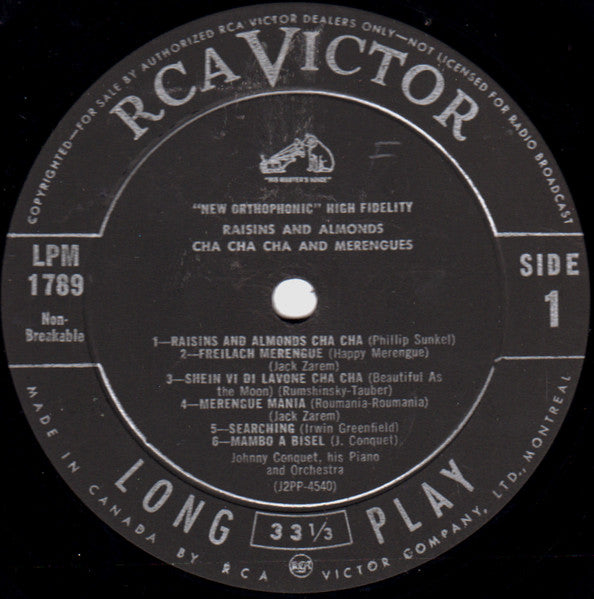 COPYRIGHTED—FOR SALE BY AUTHORIZED RCA VICTOR DEALERS ONLY—NOT LICENSED FOR RADIO BROADCAST
RCA VICTOR
"HIS MASTER'S VOICE"
"NEW ORTHOPHONIC" HIGH FIDELITY
RAISINS AND ALMONDS
CHA CHA CHA AND MERENGUES
LPM
1789
Non-
Breakable
SIDE
1
1—RAISINS AND ALMONDS CHA CHA (Phillip Sunkel)
2—FREILACH MERENGUE (Happy Merengue)
(Jack Zarem)
3—SHEIN VI DI LAVONE CHA CHA (Beautiful As
the Moon) (Rumshinsky-Tauber)
4—MERENGUE MANIA (Roumania-Roumania)
(Jack Zarem)
5—SEARCHING (Irwin Greenfield)
6—MAMBO A BISEL (J. Conquet)
Johnny Conquet, his Piano
and Orchestra
(J2PP-4540)
LONG 33 1/3 PLAY
MADE IN CANADA BY RCA VICTOR COMPANY, LTD., MONTREAL